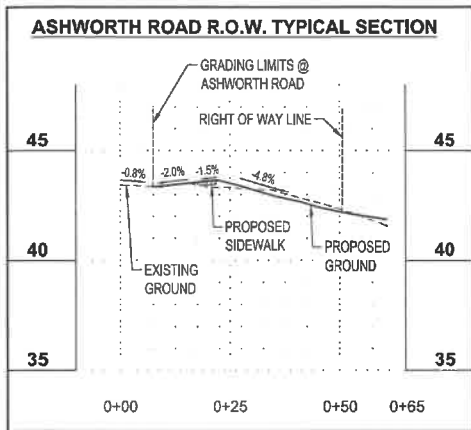 ASHWORTH ROAD R.O.W. TYPICAL SECTION
GRADING LIMITS @
ASHWORTH ROAD
RIGHT OF WAY LINE
45
45
-0.8%
-2.0%
-1.5%
-4.8%
PROPOSED
SIDEWALK
PROPOSED
GROUND
EXISTING
GROUND
40
40
35
35
0+00
0+25
0+50
0+65